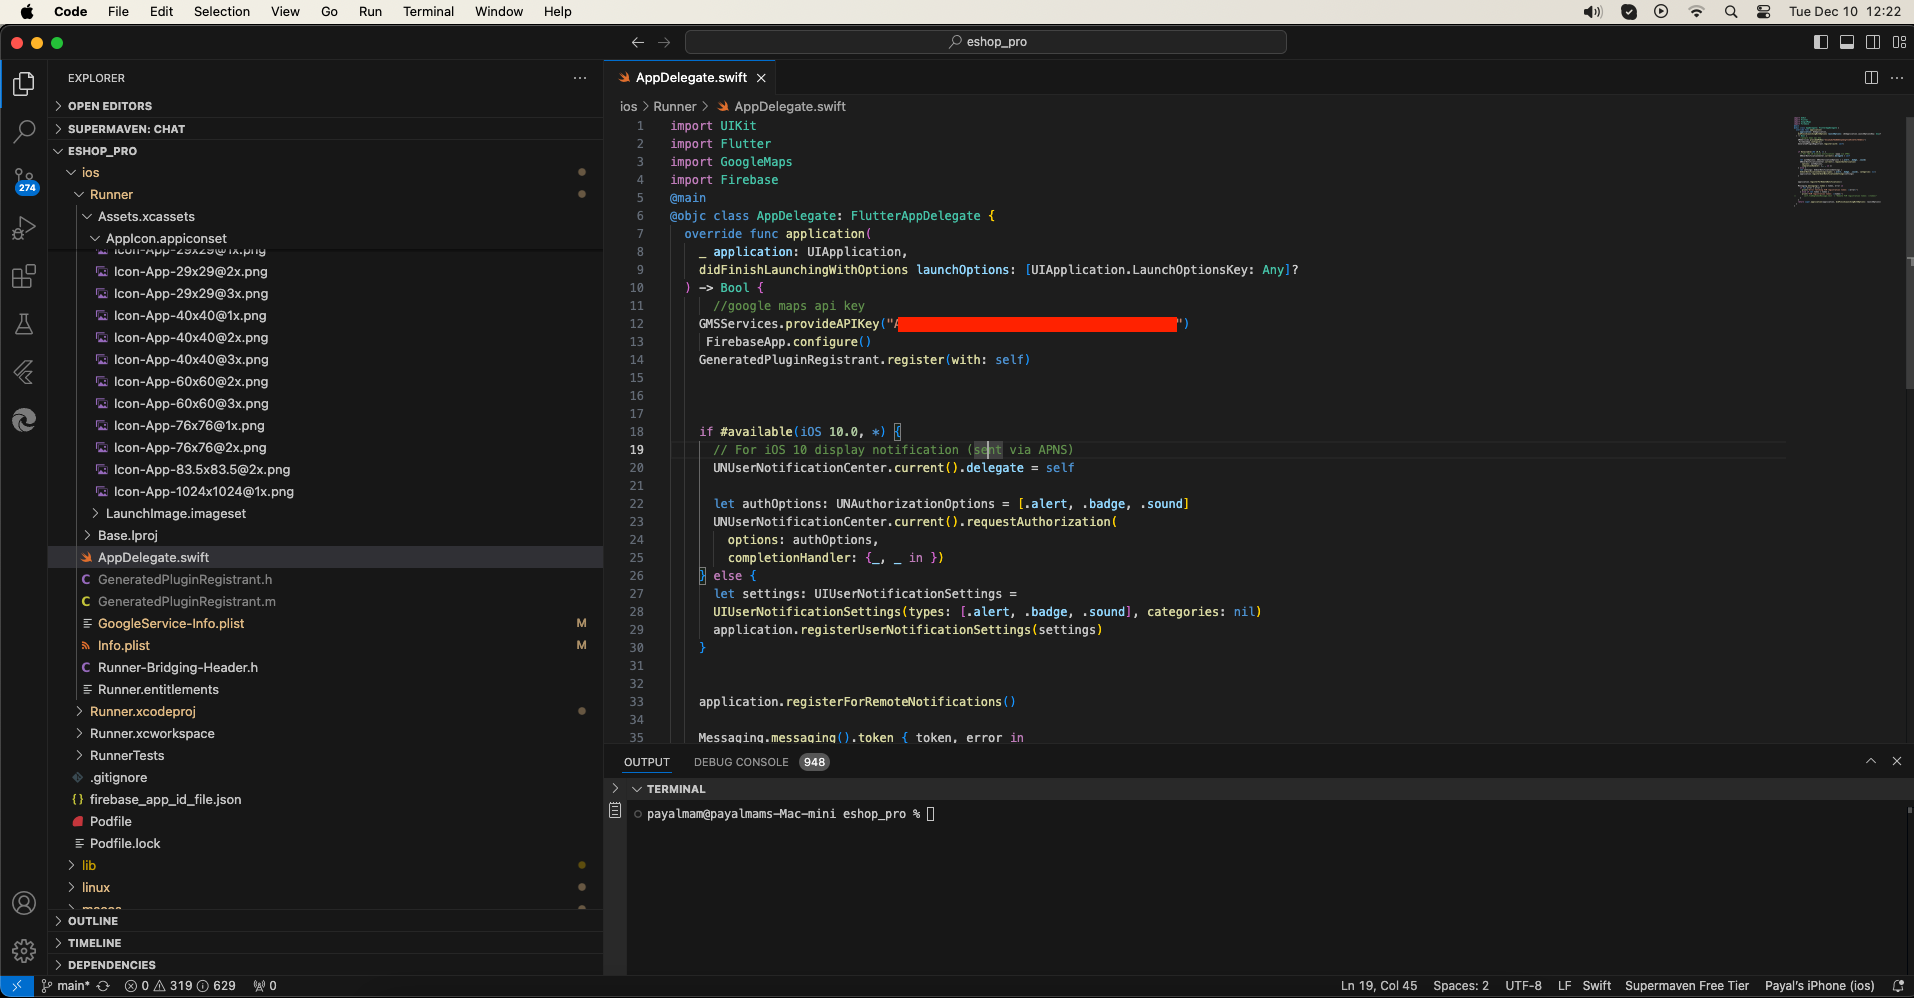 Code File Edit Selection View Go Run Terminal Window Help
Tue Dec 10 12:22
eshop_pro
EXPLORER
OPEN EDITORS
SUPERMAVEN: CHAT
ESHOP_PRO
ios
Runner
Assets.xcassets
AppIcon.appiconset
Icon-App-29x29@1x.png
Icon-App-29x29@2x.png
Icon-App-29x29@3x.png
Icon-App-40x40@1x.png
Icon-App-40x40@2x.png
Icon-App-40x40@3x.png
Icon-App-60x60@2x.png
Icon-App-60x60@3x.png
Icon-App-76x76@1x.png
Icon-App-76x76@2x.png
Icon-App-83.5x83.5@2x.png
Icon-App-1024x1024@1x.png
LaunchImage.imageset
Base.lproj
AppDelegate.swift
GeneratedPluginRegistrant.h
GeneratedPluginRegistrant.m
GoogleService-Info.plist M
Info.plist M
Runner-Bridging-Header.h
Runner.entitlements
Runner.xcodeproj
Runner.xcworkspace
RunnerTests
.gitignore
firebase_app_id_file.json
Podfile
Podfile.lock
lib
linux
OUTLINE
TIMELINE
DEPENDENCIES
274
AppDelegate.swift
ios > Runner > AppDelegate.swift
1 import UIKit
2 import Flutter
3 import GoogleMaps
4 import Firebase
5 @main
6 @objc class AppDelegate: FlutterAppDelegate {
7 override func application(
8 _ application: UIApplication,
9 didFinishLaunchingWithOptions launchOptions: [UIApplication.LaunchOptionsKey: Any]?
10 ) -> Bool {
11 //google maps api key
12 GMSServices.provideAPIKey("A ")
13 FirebaseApp.configure()
14 GeneratedPluginRegistrant.register(with: self)
15
16
17
18 if #available(iOS 10.0, *) {
19 // For iOS 10 display notification (sent via APNS)
20 UNUserNotificationCenter.current().delegate = self
21
22 let authOptions: UNAuthorizationOptions = [.alert, .badge, .sound]
23 UNUserNotificationCenter.current().requestAuthorization(
24 options: authOptions,
25 completionHandler: {_, _ in })
26 } else {
27 let settings: UIUserNotificationSettings =
28 UIUserNotificationSettings(types: [.alert, .badge, .sound], categories: nil)
29 application.registerUserNotificationSettings(settings)
30 }
31
32
33 application.registerForRemoteNotifications()
34
35 Messaging.messaging().token { token, error in
OUTPUT DEBUG CONSOLE 948
TERMINAL
payalmam@payalmams-Mac-mini eshop_pro %
main* 0 319 629 0
Ln 19, Col 45 Spaces: 2 UTF-8 LF Swift Supermaven Free Tier Payal's iPhone (ios)